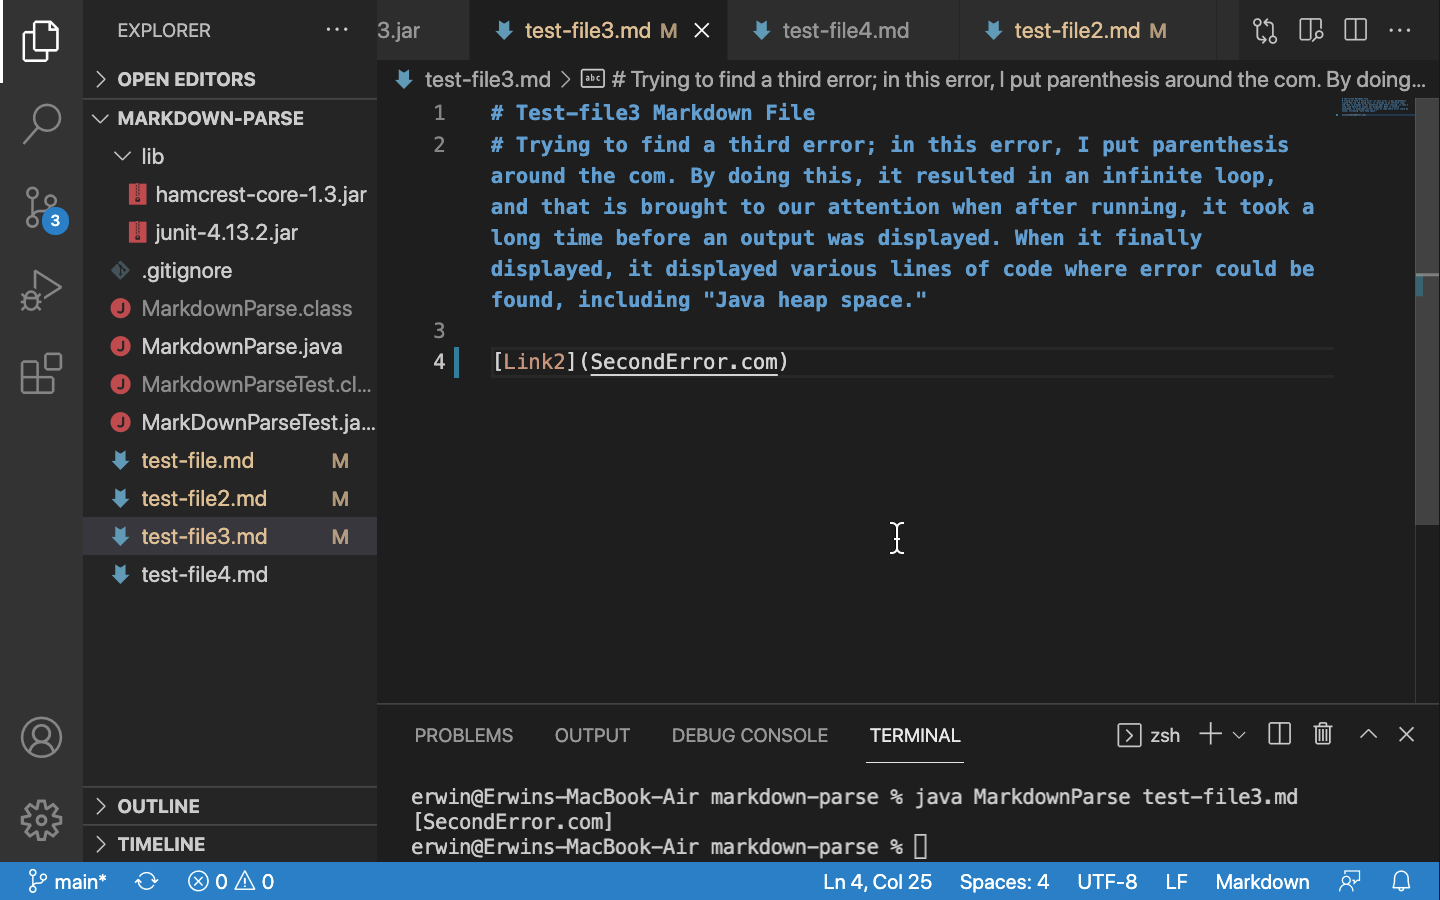 EXPLORER
3.jar
test-file3.md M
test-file4.md
test-file2.md M
OPEN EDITORS
test-file3.md > # Trying to find a third error; in this error, I put parenthesis around the com. By doing...
MARKDOWN-PARSE
lib
hamcrest-core-1.3.jar
junit-4.13.2.jar
.gitignore
MarkdownParse.class
MarkdownParse.java
MarkdownParseTest.cl...
MarkDownParseTest.ja...
test-file.md M
test-file2.md M
test-file3.md M
test-file4.md
OUTLINE
TIMELINE
3
1 # Test-file3 Markdown File
2 # Trying to find a third error; in this error, I put parenthesis
around the com. By doing this, it resulted in an infinite loop,
and that is brought to our attention when after running, it took a
long time before an output was displayed. When it finally
displayed, it displayed various lines of code where error could be
found, including "Java heap space."
3
4 [Link2](SecondError.com)
PROBLEMS OUTPUT DEBUG CONSOLE TERMINAL
zsh
erwin@Erwins-MacBook-Air markdown-parse % java MarkdownParse test-file3.md
[SecondError.com]
erwin@Erwins-MacBook-Air markdown-parse %
main* 0 0 Ln 4, Col 25 Spaces: 4 UTF-8 LF Markdown